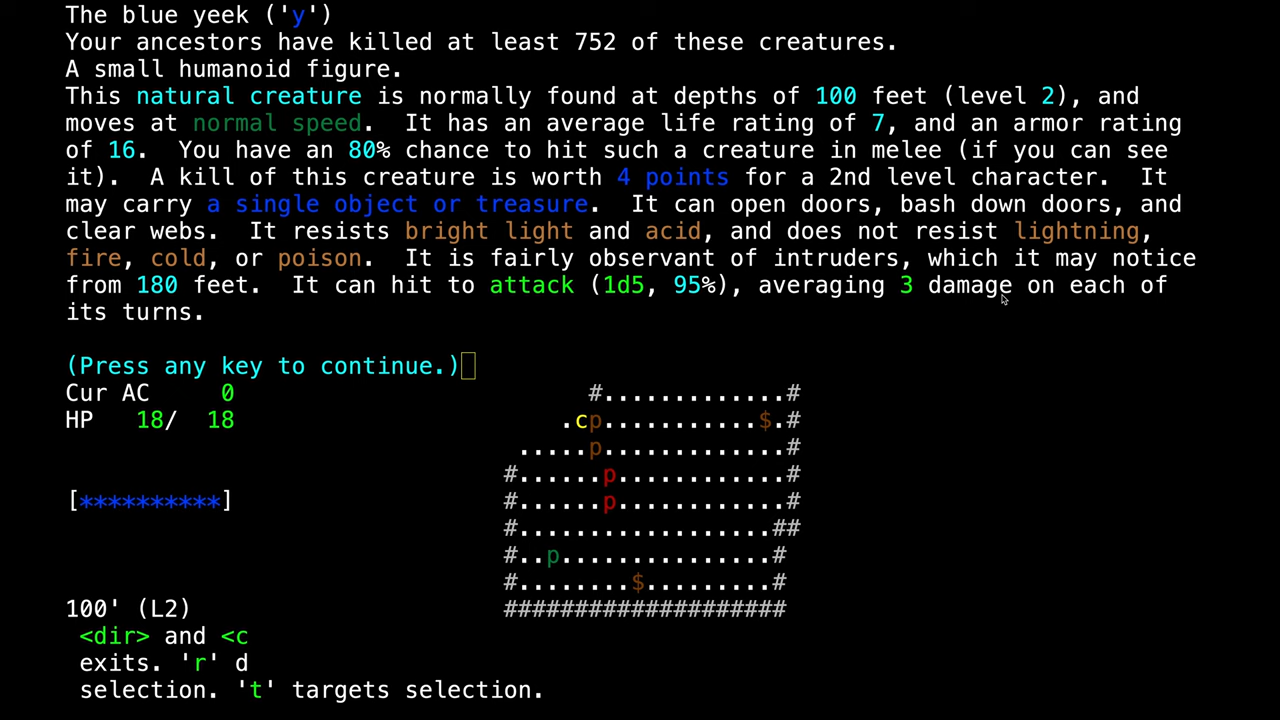 The blue yeek ('y')
Your ancestors have killed at least 752 of these creatures.
A small humanoid figure.
This natural creature is normally found at depths of 100 feet (level 2), and
moves at normal speed.  It has an average life rating of 7, and an armor rating
of 16.  You have an 80% chance to hit such a creature in melee (if you can see
it).  A kill of this creature is worth 4 points for a 2nd level character.  It
may carry a single object or treasure.  It can open doors, bash down doors, and
clear webs.  It resists bright light and acid, and does not resist lightning,
fire, cold, or poison.  It is fairly observant of intruders, which it may notice
from 180 feet.  It can hit to attack (1d5, 95%), averaging 3 damage on each of
its turns.

(Press any key to continue.)
Cur AC     0               #............#
HP   18/  18             .cp...........$.#
                      .....p.............#
                     #......p............#
                     #......p............#
[**********]
                     #..................##
                     #..p...............#
                     #........$.........#
100' (L2)            ####################
<dir> and <c
exits. 'r' d
selection. 't' targets selection.